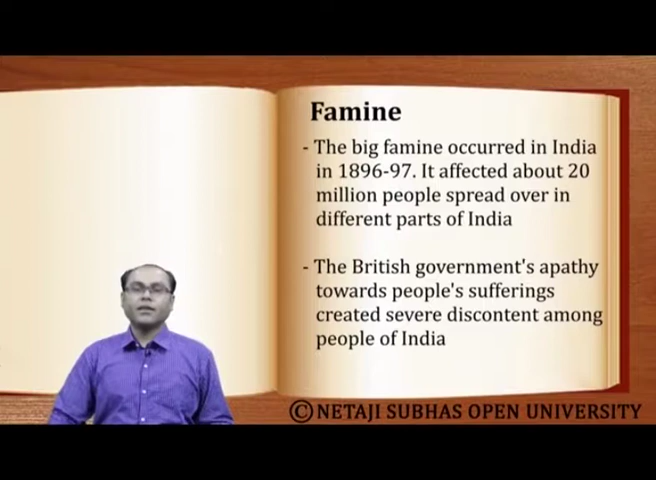 Famine
- The big famine occurred in India
in 1896-97. It affected about 20
million people spread over in
different parts of India
- The British government's apathy
towards people's sufferings
created severe discontent among
people of India
© NETAJI SUBHAS OPEN UNIVERSITY